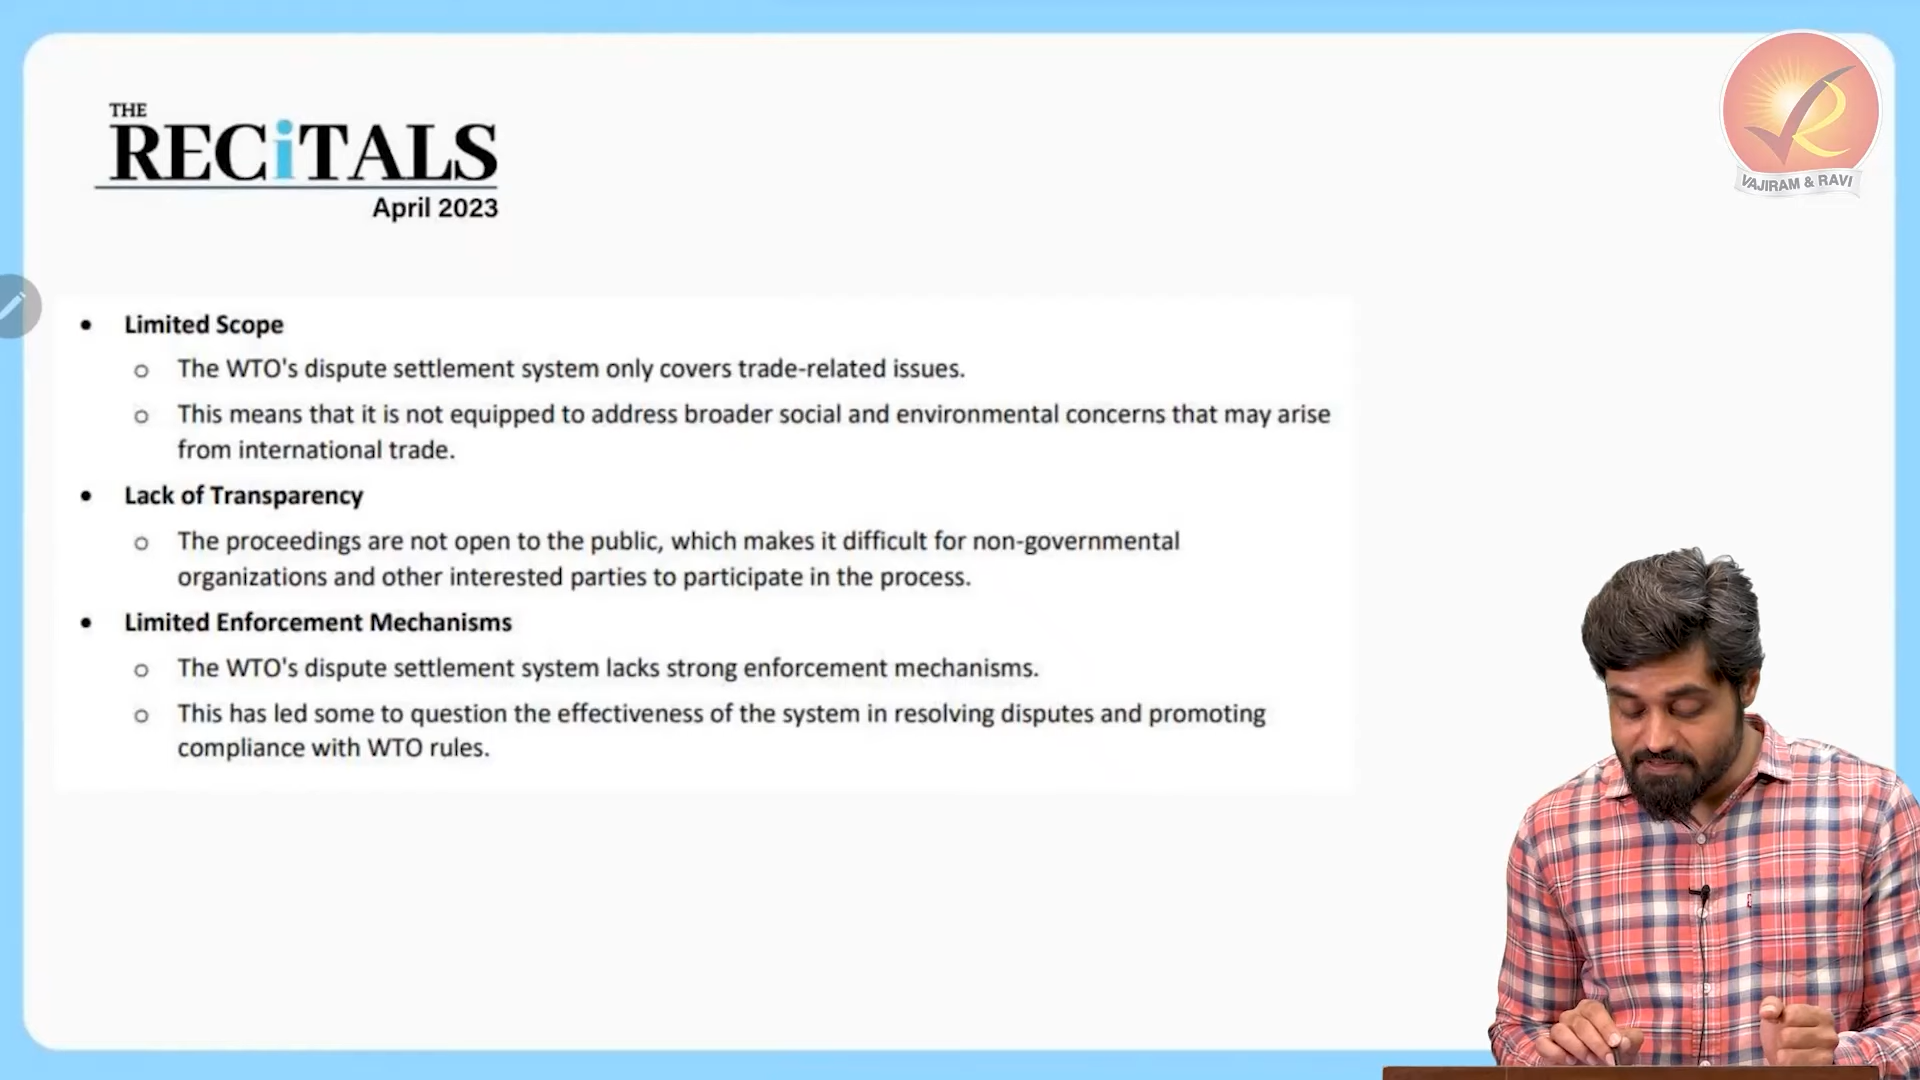 THE
RECiTALS
April 2023
VAJIRAM & RAVI
• Limited Scope
o The WTO's dispute settlement system only covers trade-related issues.
o This means that it is not equipped to address broader social and environmental concerns that may arise
from international trade.
• Lack of Transparency
o The proceedings are not open to the public, which makes it difficult for non-governmental
organizations and other interested parties to participate in the process.
• Limited Enforcement Mechanisms
o The WTO's dispute settlement system lacks strong enforcement mechanisms.
o This has led some to question the effectiveness of the system in resolving disputes and promoting
compliance with WTO rules.